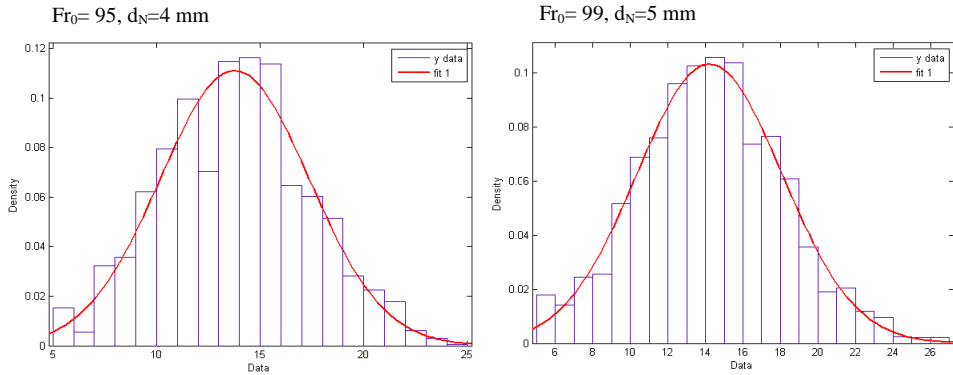 Fr₀= 95, d_N=4 mm
Fr₀= 99, d_N=5 mm
0.12
0.1
0.08
0.06
0.04
0.02
0
Density
5 10 15 20 25
Data
y data
fit 1
0.1
0.08
0.06
0.04
0.02
0
Density
6 8 10 12 14 16 18 20 22 24 26
Data
y data
fit 1